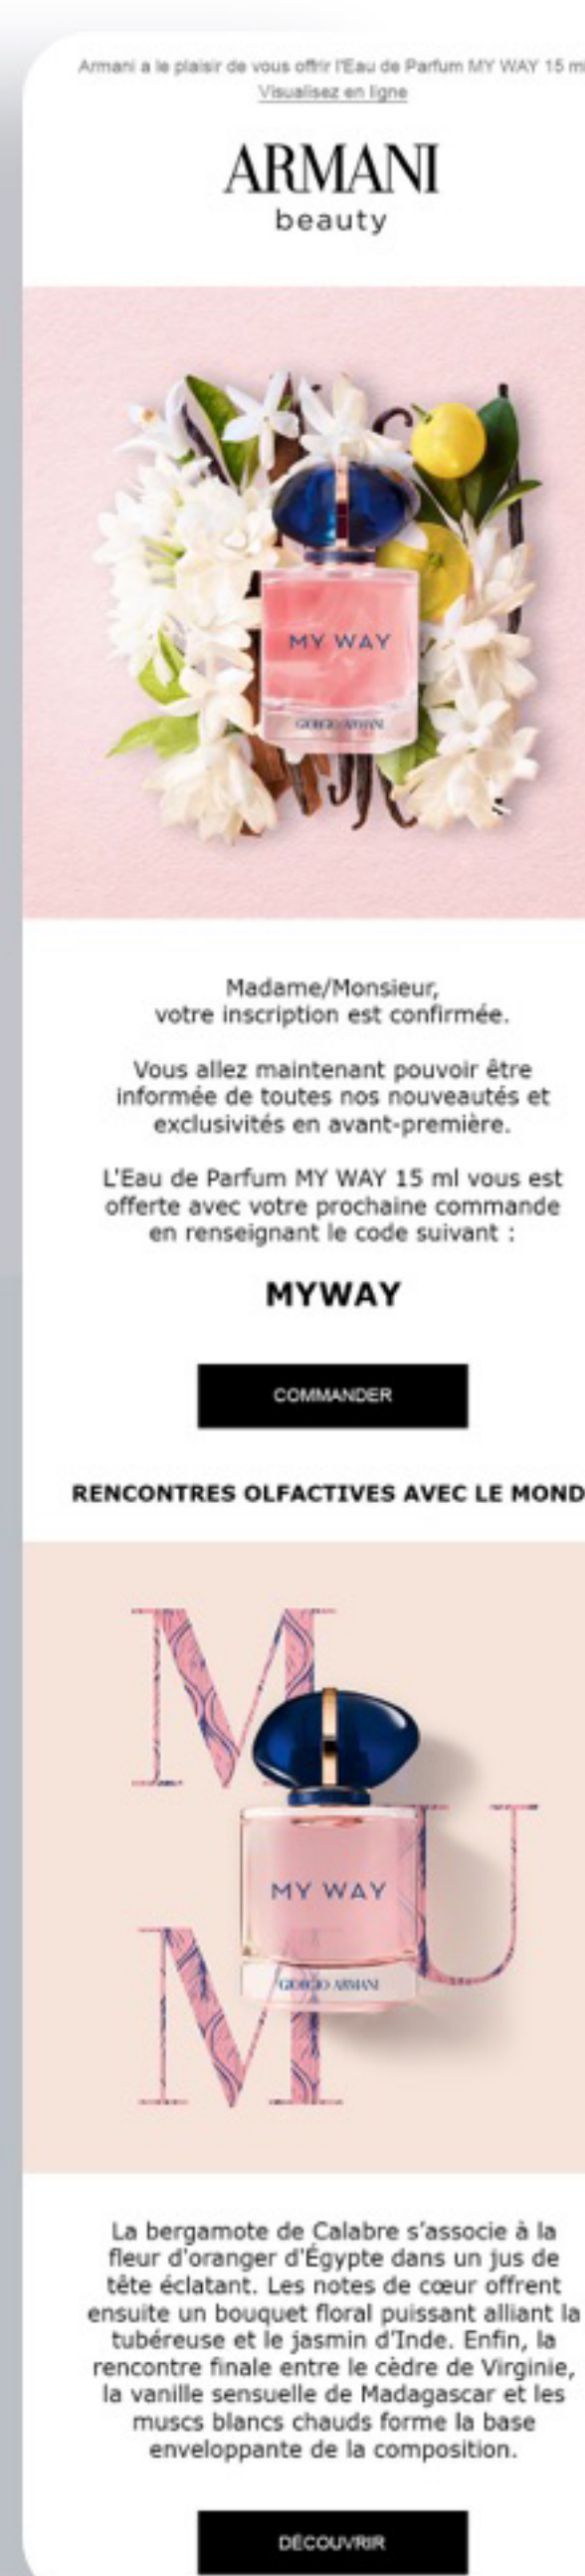 Armani a le plaisir de vous offrir l'Eau de Parfum MY WAY 15 ml
Visualisez en ligne
ARMANI
beauty
MY WAY
GIORGIO ARMANI
Madame/Monsieur,
votre inscription est confirmée.
Vous allez maintenant pouvoir être
informée de toutes nos nouveautés et
exclusivités en avant-première.
L'Eau de Parfum MY WAY 15 ml vous est
offerte avec votre prochaine commande
en renseignant le code suivant :
MYWAY
COMMANDER
RENCONTRES OLFACTIVES AVEC LE MOND
M
U
MY WAY
GIORGIO ARMANI
M
La bergamote de Calabre s'associe à la
fleur d'oranger d'Égypte dans un jus de
tête éclatant. Les notes de cœur offrent
ensuite un bouquet floral puissant alliant la
tubéreuse et le jasmin d'Inde. Enfin, la
rencontre finale entre le cèdre de Virginie,
la vanille sensuelle de Madagascar et les
muscs blancs chauds forme la base
enveloppante de la composition.
DÉCOUVRIR